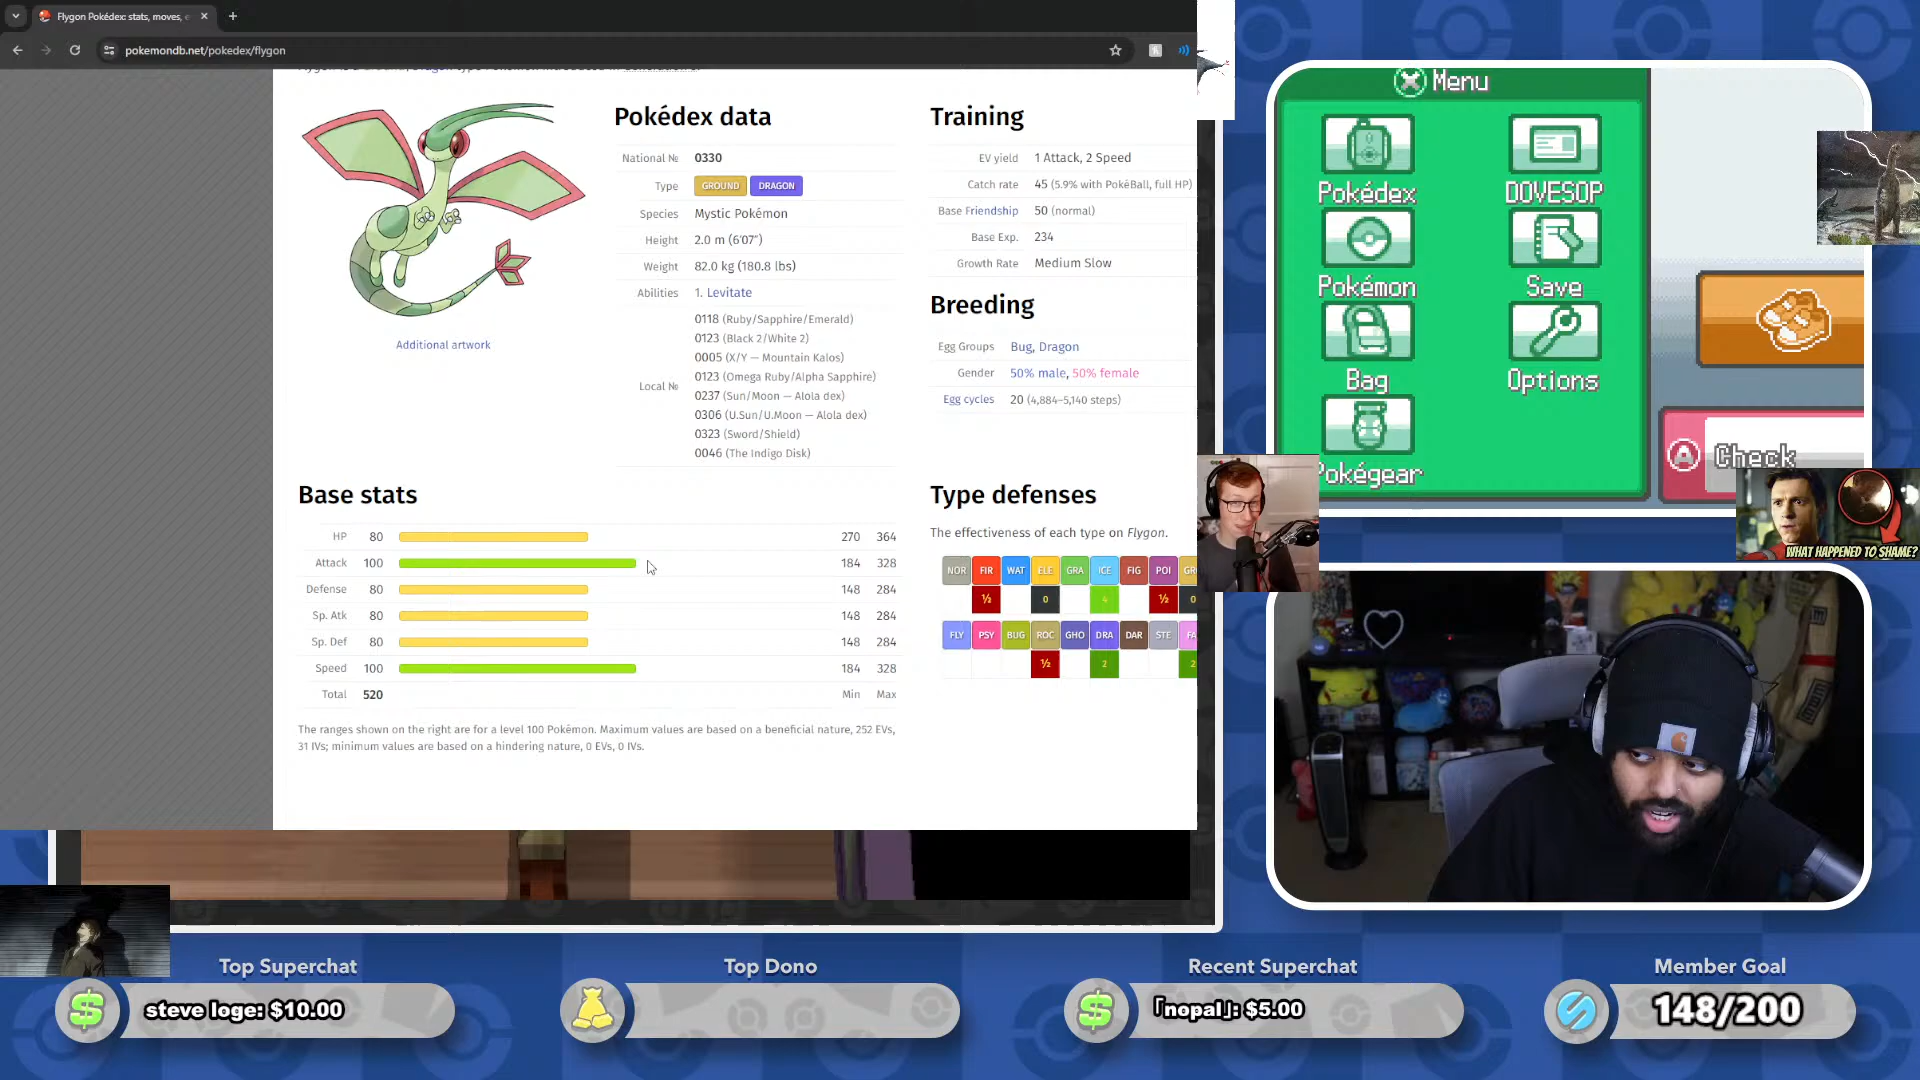 Flygon Pokédex: stats, moves, e
pokemondb.net/pokedex/flygon
Additional artwork
Pokédex data
National № 0330
Type GROUND DRAGON
Species Mystic Pokémon
Height 2.0 m (6'07")
Weight 82.0 kg (180.8 lbs)
Abilities 1. Levitate
Local № 0118 (Ruby/Sapphire/Emerald)
0123 (Black 2/White 2)
0005 (X/Y — Mountain Kalos)
0123 (Omega Ruby/Alpha Sapphire)
0237 (Sun/Moon — Alola dex)
0306 (U.Sun/U.Moon — Alola dex)
0323 (Sword/Shield)
0046 (The Indigo Disk)
Training
EV yield 1 Attack, 2 Speed
Catch rate 45 (5.9% with PokéBall, full HP)
Base Friendship 50 (normal)
Base Exp. 234
Growth Rate Medium Slow
Breeding
Egg Groups Bug, Dragon
Gender 50% male, 50% female
Egg cycles 20 (4,884–5,140 steps)
Base stats
HP 80 270 364
Attack 100 184 328
Defense 80 148 284
Sp. Atk 80 148 284
Sp. Def 80 148 284
Speed 100 184 328
Total 520 Min Max
The ranges shown on the right are for a level 100 Pokémon. Maximum values are based on a beneficial nature, 252 EVs,
31 IVs; minimum values are based on a hindering nature, 0 EVs, 0 IVs.
Type defenses
The effectiveness of each type on Flygon.
NOR FIR WAT ELE GRA ICE FIG POI GR
½ 0 4 ½ 0
FLY PSY BUG ROC GHO DRA DAR STE FA
½ 2 2
Menu
Pokédex DOVESOP
Pokémon Save
Bag Options
Pokégear
A Check
WHAT HAPPENED TO SHAME?
Top Superchat
steve loge: $10.00
Top Dono
Recent Superchat
「nopal」: $5.00
Member Goal
148/200